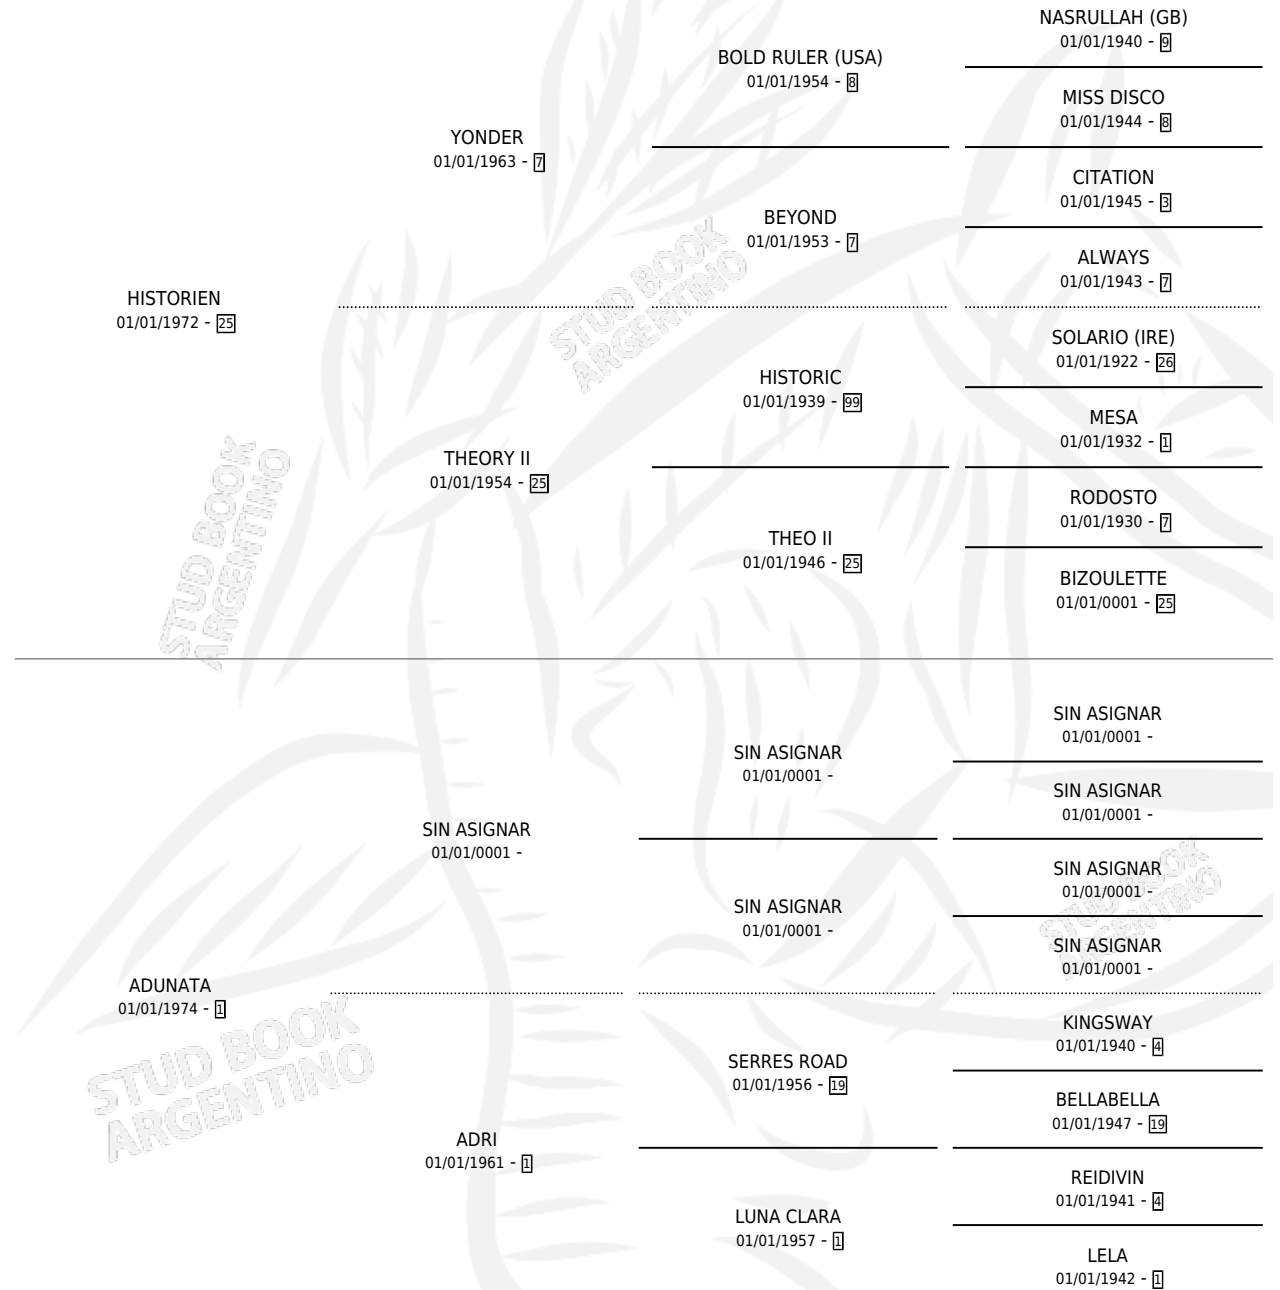 NASRULLAH (GB)
01/01/1940 - 9
BOLD RULER (USA)
01/01/1954 - 8
MISS DISCO
01/01/1944 - 8
YONDER
01/01/1963 - 7
CITATION
01/01/1945 - 3
BEYOND
01/01/1953 - 7
ALWAYS
01/01/1943 - 7
HISTORIEN
01/01/1972 - 25
STUD BOOK
ARGENTINO
SOLARIO (IRE)
01/01/1922 - 26
HISTORIC
01/01/1939 - 99
MESA
01/01/1932 - 1
THEORY II
01/01/1954 - 25
RODOSTO
01/01/1930 - 7
THEO II
01/01/1946 - 25
BIZOULETTE
01/01/0001 - 25
STUD BOOK
ARGENTINO
SIN ASIGNAR
01/01/0001 -
SIN ASIGNAR
01/01/0001 -
SIN ASIGNAR
01/01/0001 -
SIN ASIGNAR
01/01/0001 -
SIN ASIGNAR
01/01/0001 -
SIN ASIGNAR
01/01/0001 -
SIN ASIGNAR
01/01/0001 -
STUD BOOK
ARGENTINO
ADUNATA
01/01/1974 - 1
STUD BOOK
ARGENTINO
KINGSWAY
01/01/1940 - 4
SERRES ROAD
01/01/1956 - 19
BELLABELLA
01/01/1947 - 19
ADRI
01/01/1961 - 1
REIDIVIN
01/01/1941 - 4
LUNA CLARA
01/01/1957 - 1
LELA
01/01/1942 - 1